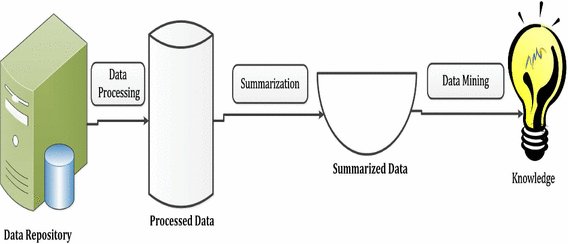 Data
Processing
Summarization
Data Mining
Data Repository
Processed Data
Summarized Data
Knowledge